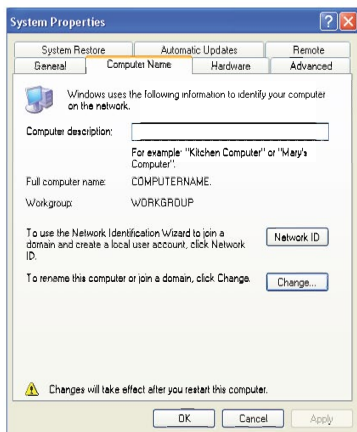 System Properties
System Restore
Automatic Updates
Remote
General
Computer Name
Hardware
Advanced
Windows uses the following information to identify your computer
on the network.
Computer description:
For example: "Kitchen Computer" or "Mary's
Computer".
Full computer name:
COMPUTERNAME.
Workgroup:
WORKGROUP
To use the Network Identification Wizard to join a
domain and create a local user account, click Network
ID.
Network ID
To rename this computer or join a domain, click Change.
Change...
Changes will take effect after you restart this computer.
OK
Cancel
Apply